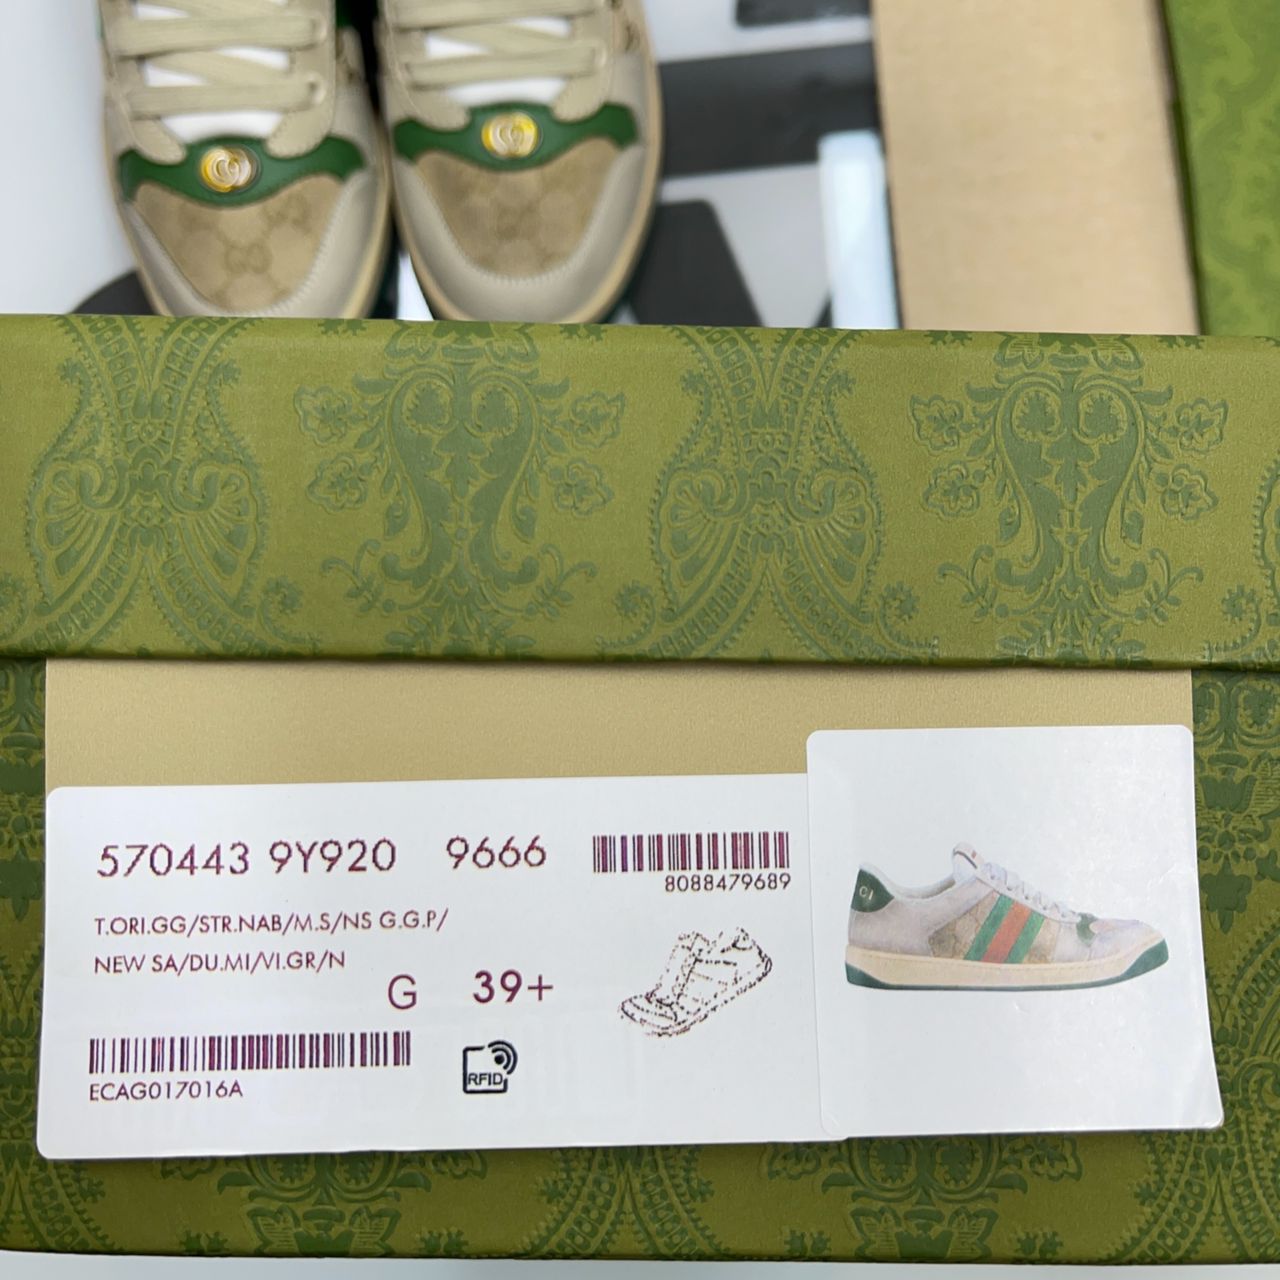 570443 9Y920 9666
8088479689
T.ORI.GG/STR.NAB/M.S/NS G.G.P/
NEW SA/DU.MI/VI.GR/N
G 39+
RFID
ECAG017016A